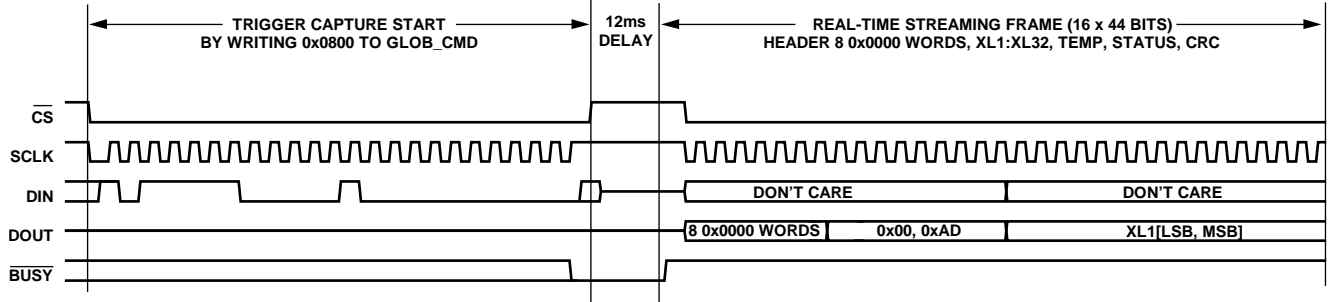 TRIGGER CAPTURE START
BY WRITING 0x0800 TO GLOB_CMD
12ms
DELAY
REAL-TIME STREAMING FRAME (16 x 44 BITS)
HEADER 8 0x0000 WORDS, XL1:XL32, TEMP, STATUS, CRC
CS
SCLK
DIN
DON'T CARE
DON'T CARE
DOUT
8 0x0000 WORDS
0x00, 0xAD
XL1[LSB, MSB]
BUSY